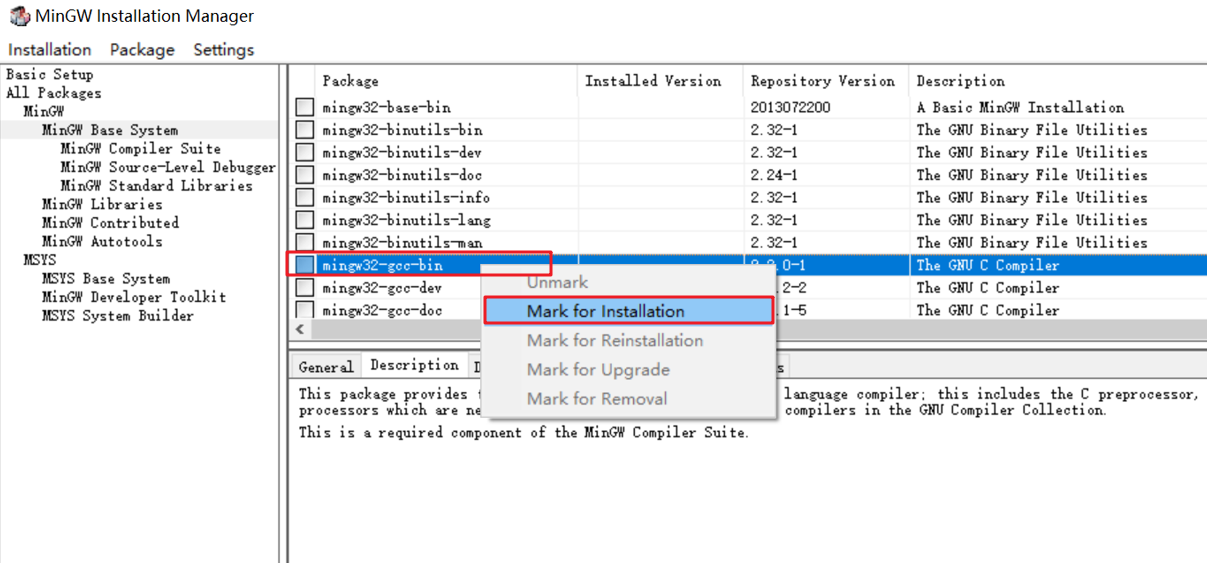 MinGW Installation Manager
Installation Package Settings
Basic Setup
All Packages
MinGW
MinGW Base System
MinGW Compiler Suite
MinGW Source-Level Debugger
MinGW Standard Libraries
MinGW Libraries
MinGW Contributed
MinGW Autotools
MSYS
MSYS Base System
MinGW Developer Toolkit
MSYS System Builder
Package Installed Version Repository Version Description
mingw32-base-bin 2013072200 A Basic MinGW Installation
mingw32-binutils-bin 2.32-1 The GNU Binary File Utilities
mingw32-binutils-dev 2.32-1 The GNU Binary File Utilities
mingw32-binutils-doc 2.24-1 The GNU Binary File Utilities
mingw32-binutils-info 2.32-1 The GNU Binary File Utilities
mingw32-binutils-lang 2.32-1 The GNU Binary File Utilities
mingw32-binutils-man 2.32-1 The GNU Binary File Utilities
mingw32-gcc-bin 0-1 The GNU C Compiler
mingw32-gcc-dev 2-2 The GNU C Compiler
mingw32-gcc-doc 1-5 The GNU C Compiler
Unmark
Mark for Installation
Mark for Reinstallation
Mark for Upgrade
Mark for Removal
General Description
This package provides language compiler; this includes the C preprocessor,
processors which are compilers in the GNU Compiler Collection.
This is a required component of the MinGW Compiler Suite.